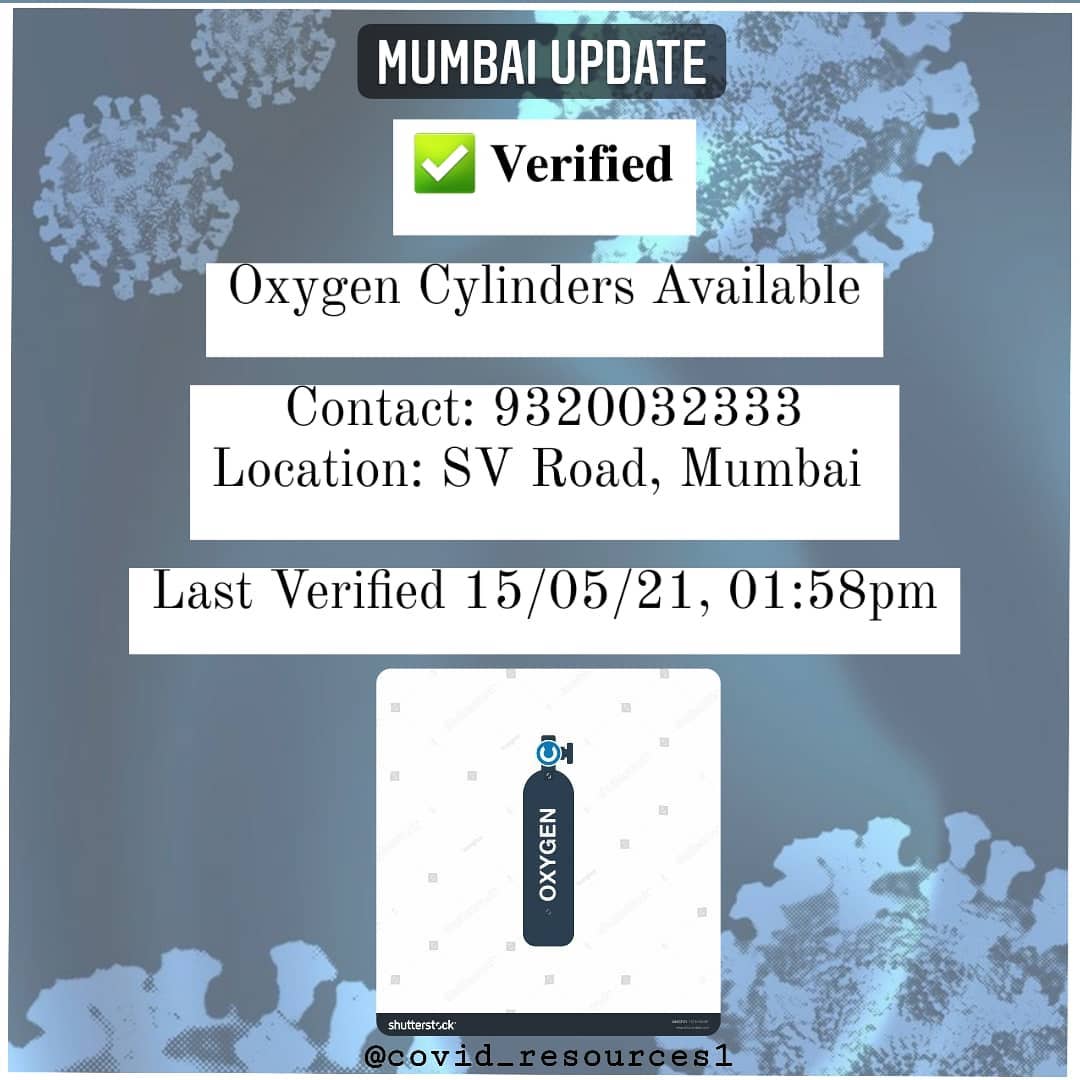 MUMBAI UPDATE
✅ Verified
Oxygen Cylinders Available
Contact: 9320032333
Location: SV Road, Mumbai
Last Verified 15/05/21, 01:58pm
OXYGEN
shutterstock
@covid_resources1